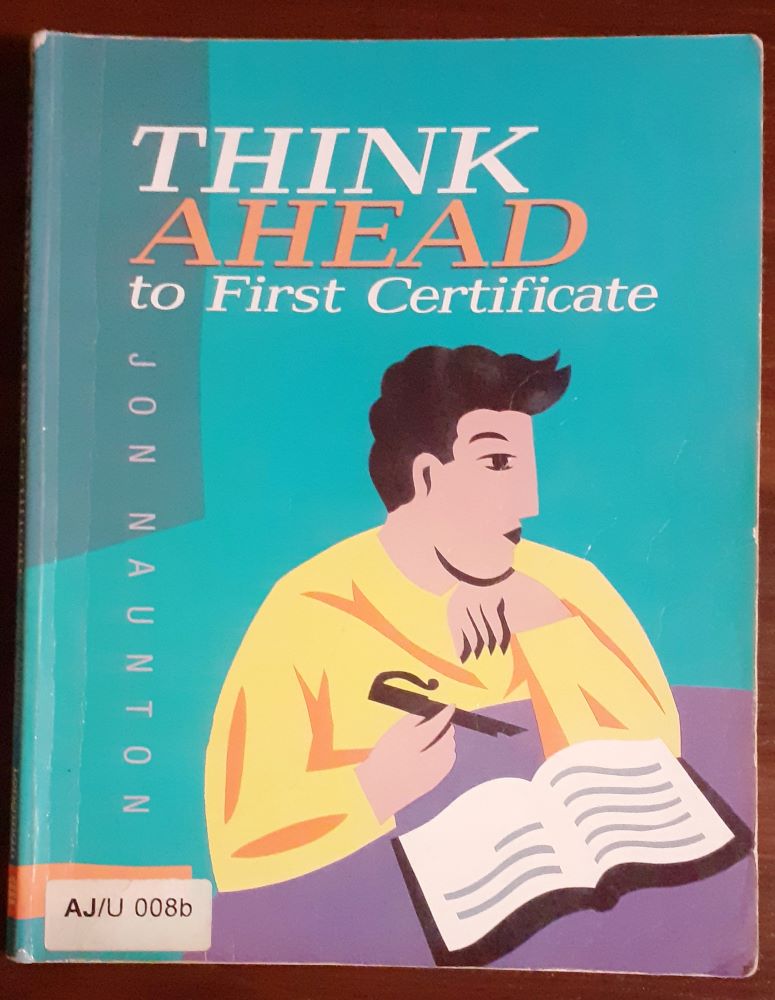 THINK
AHEAD
to First Certificate
JON NAUNTON
AJ/U 008b